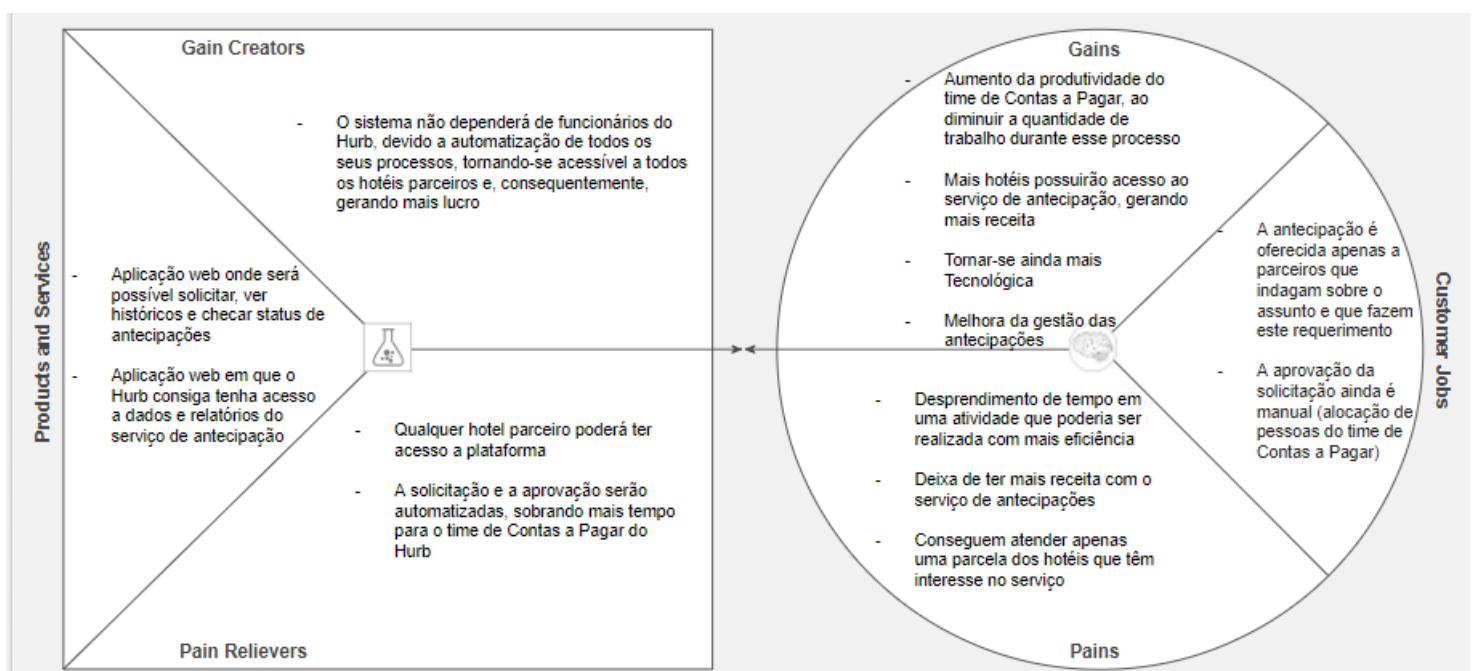 Gain Creators
- O sistema não dependerá de funcionários do
Hurb, devido a automatização de todos os
seus processos, tornando-se acessível a todos
os hotéis parceiros e, consequentemente,
gerando mais lucro
Products and Services
- Aplicação web onde será
possível solicitar, ver
históricos e checar status de
antecipações
- Aplicação web em que o
Hurb consiga tenha acesso
a dados e relatórios do
serviço de antecipação
- Qualquer hotel parceiro poderá ter
acesso a plataforma
- A solicitação e a aprovação serão
automatizadas, sobrando mais tempo
para o time de Contas a Pagar do
Hurb
Pain Relievers
Gains
- Aumento da produtividade do
time de Contas a Pagar, ao
diminuir a quantidade de
trabalho durante esse processo
- Mais hotéis possuirão acesso ao
serviço de antecipação, gerando
mais receita
- Tornar-se ainda mais
Tecnológica
- Melhora da gestão das
antecipações
- A antecipação é
oferecida apenas a
parceiros que
indagam sobre o
assunto e que fazem
este requerimento
- A aprovação da
solicitação ainda é
manual (alocação de
pessoas do time de
Contas a Pagar)
Customer Jobs
- Desprendimento de tempo em
uma atividade que poderia ser
realizada com mais eficiência
- Deixa de ter mais receita com o
serviço de antecipações
- Conseguem atender apenas
uma parcela dos hotéis que têm
interesse no serviço
Pains